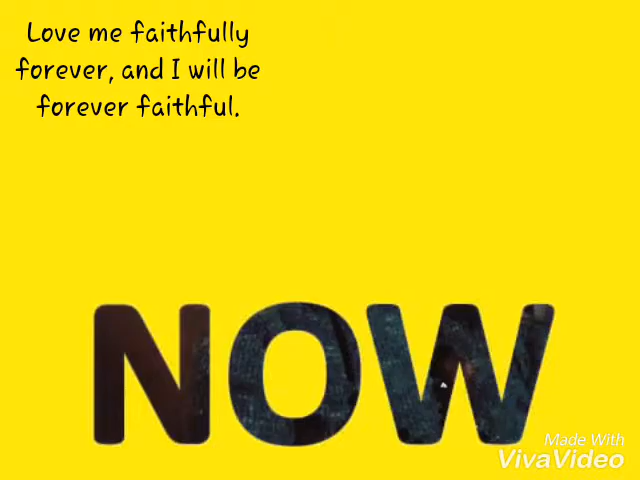 Love me faithfully
forever, and I will be
forever faithful.
NOW
Made With
VivaVideo